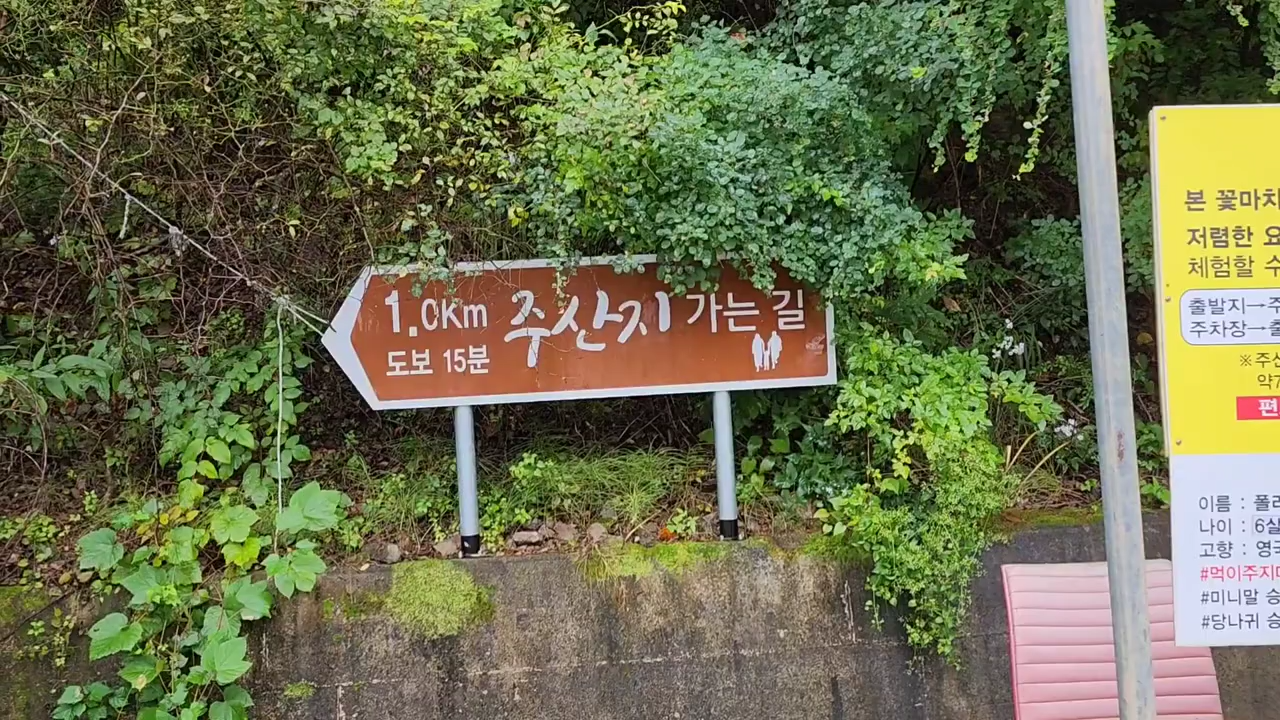 1.0Km 주산지 가는 길
도보 15분
본 꽃마차
저렴한
체험할 수
출발지→주
주차장→출
※주산
편
이름 : 폴
나이 : 6살
고향 : 영국
#먹이주지
#미니말 승
#당나귀 승